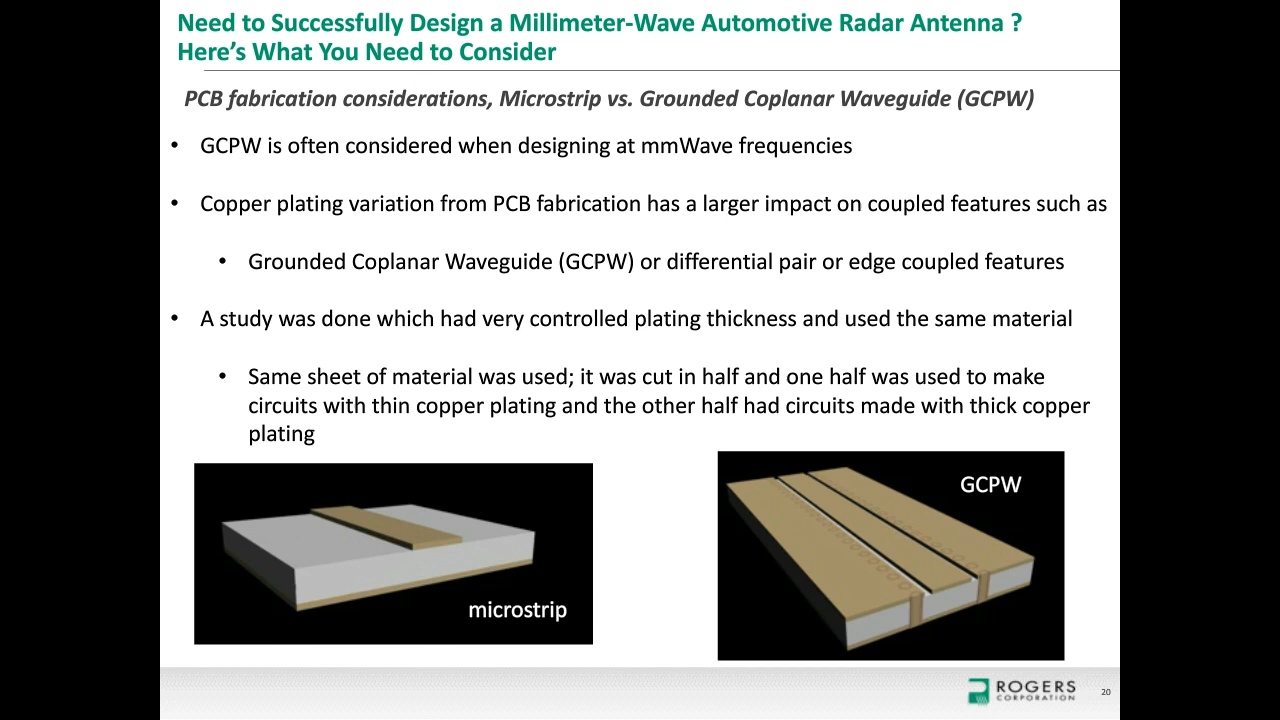 Need to Successfully Design a Millimeter-Wave Automotive Radar Antenna ?
Here’s What You Need to Consider
PCB fabrication considerations, Microstrip vs. Grounded Coplanar Waveguide (GCPW)
• GCPW is often considered when designing at mmWave frequencies
• Copper plating variation from PCB fabrication has a larger impact on coupled features such as
• Grounded Coplanar Waveguide (GCPW) or differential pair or edge coupled features
• A study was done which had very controlled plating thickness and used the same material
• Same sheet of material was used; it was cut in half and one half was used to make
circuits with thin copper plating and the other half had circuits made with thick copper
plating
microstrip
GCPW
ROGERS
CORPORATION
20